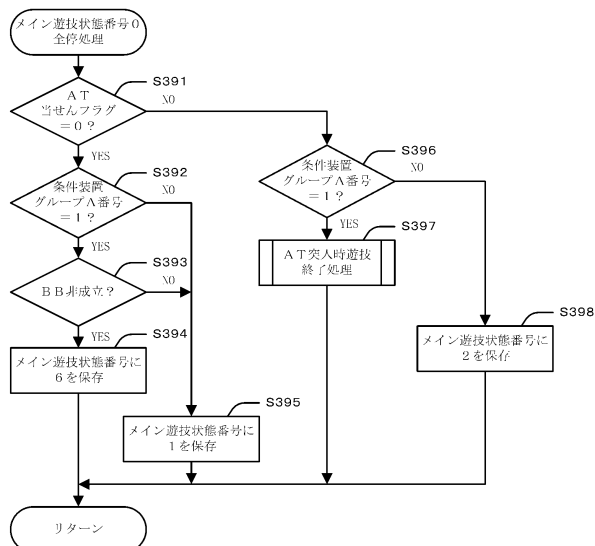 メイン遊技状態番号0
全停処理
S391
AT
当せんフラグ
=0?
NO
YES
S392
条件装置
グループA番号
=1?
NO
YES
S393
BB非成立?
NO
YES
S394
メイン遊技状態番号に
6を保存
S395
メイン遊技状態番号に
1を保存
S396
条件装置
グループA番号
=1?
NO
YES
S397
AT突入時遊技
終了処理
S398
メイン遊技状態番号に
2を保存
リターン